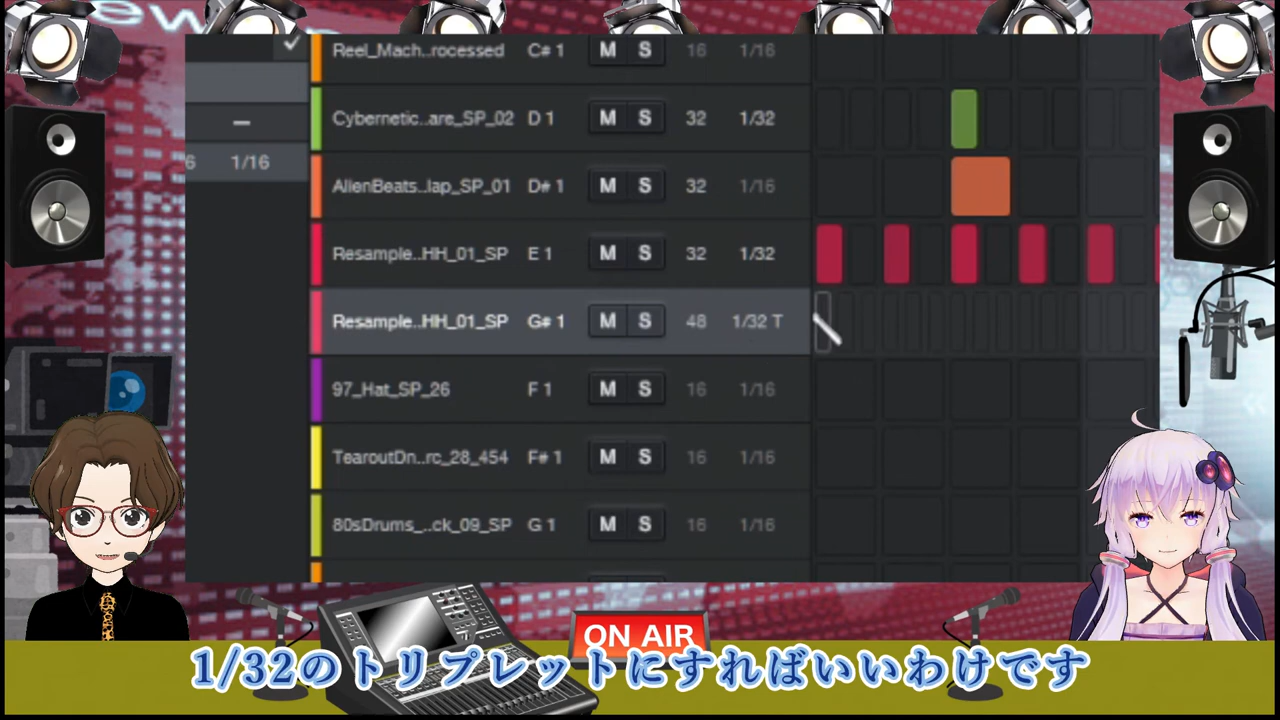 ew
Reel_Mach..rocessed C# 1 M S 16 1/16
Cybernetic..are_SP_02 D 1 M S 32 1/32
6 1/16
AlienBeats..lap_SP_01 D# 1 M S 32 1/16
Resample..HH_01_SP E 1 M S 32 1/32
Resample..HH_01_SP G# 1 M S 48 1/32 T
97_Hat_SP_26 F 1 M S 16 1/16
TearoutDn..rc_28_454 F# 1 M S 16 1/16
80sDrums_..ck_09_SP G 1 M S 16 1/16
ON AIR
1/32のトリプレットにすればいいわけです